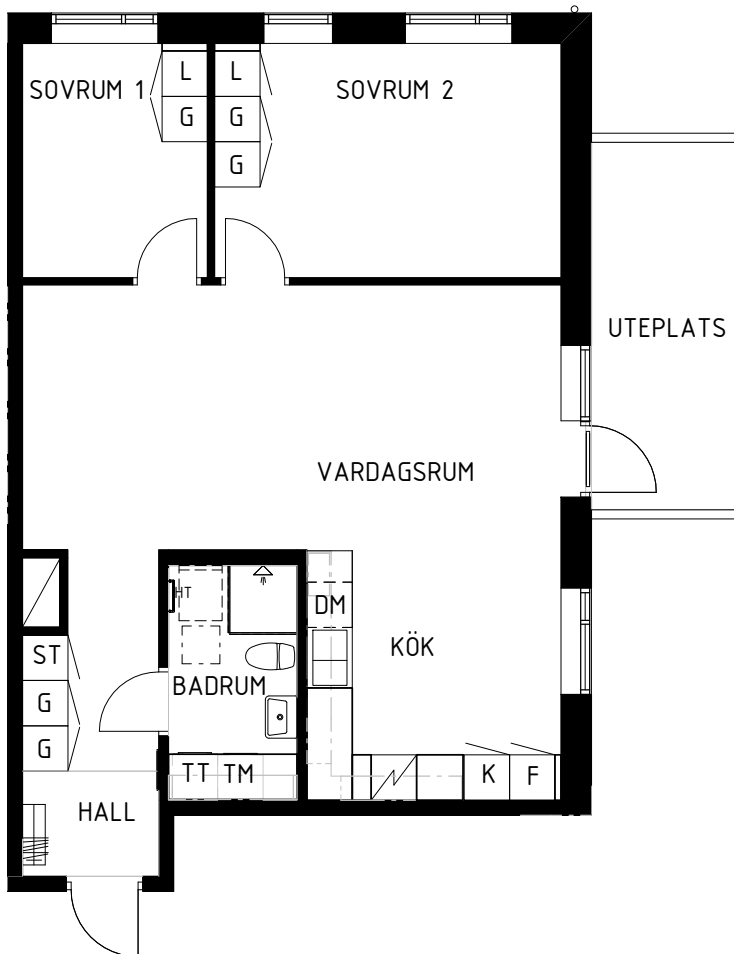 SOVRUM 1
L
L
SOVRUM 2
G
G
G
UTEPLATS
VARDAGSRUM
HT
DM
KÖK
ST
BADRUM
G
G
TT
TM
K
F
HALL